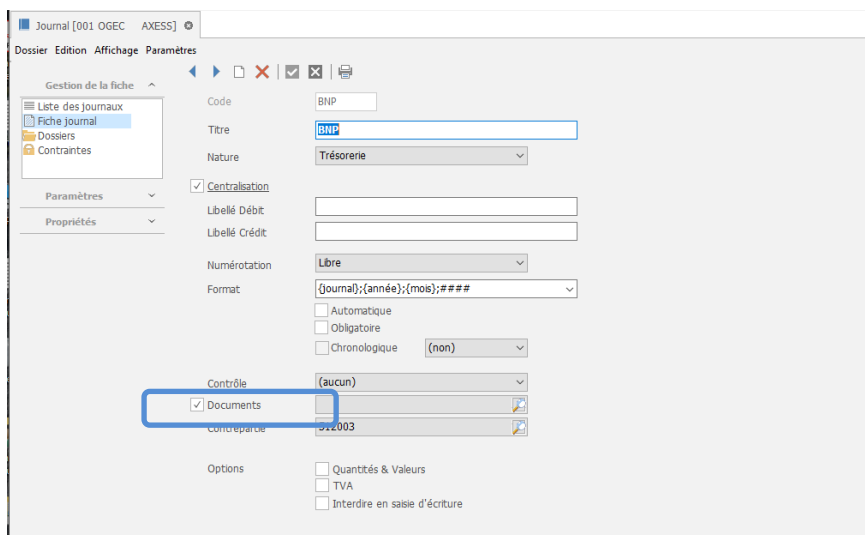 Journal [001 OGEC AXESS]
Dossier Edition Affichage Paramètres
Gestion de la fiche
Liste des journaux
Fiche journal
Dossiers
Contraintes
Paramètres
Propriétés
Code BNP
Titre BNP
Nature Trésorerie
Centralisation
Libellé Débit
Libellé Crédit
Numérotation Libre
Format {journal};{année};{mois};####
Automatique
Obligatoire
Chronologique (non)
Contrôle (aucun)
Documents
Contrepartie 512003
Options Quantités & Valeurs
TVA
Interdire en saisie d'écriture